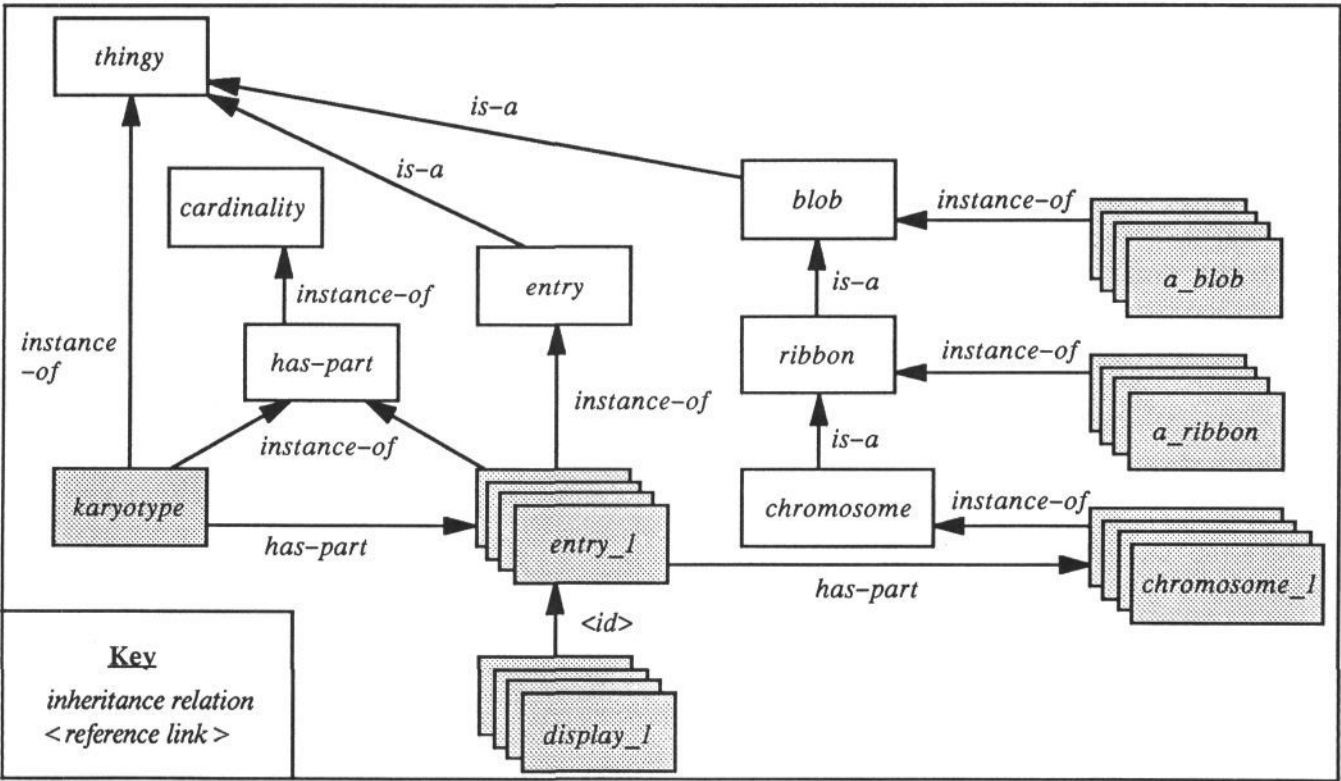 thingy
is–a
is–a
cardinality
blob
instance–of
a_blob
entry
instance–of
is–a
instance
–of
has–part
ribbon
instance–of
a_ribbon
instance–of
instance–of
is–a
karyotype
has–part
entry_1
chromosome
instance–of
chromosome_1
has–part
<id>
display_1
Key
inheritance relation
< reference link >